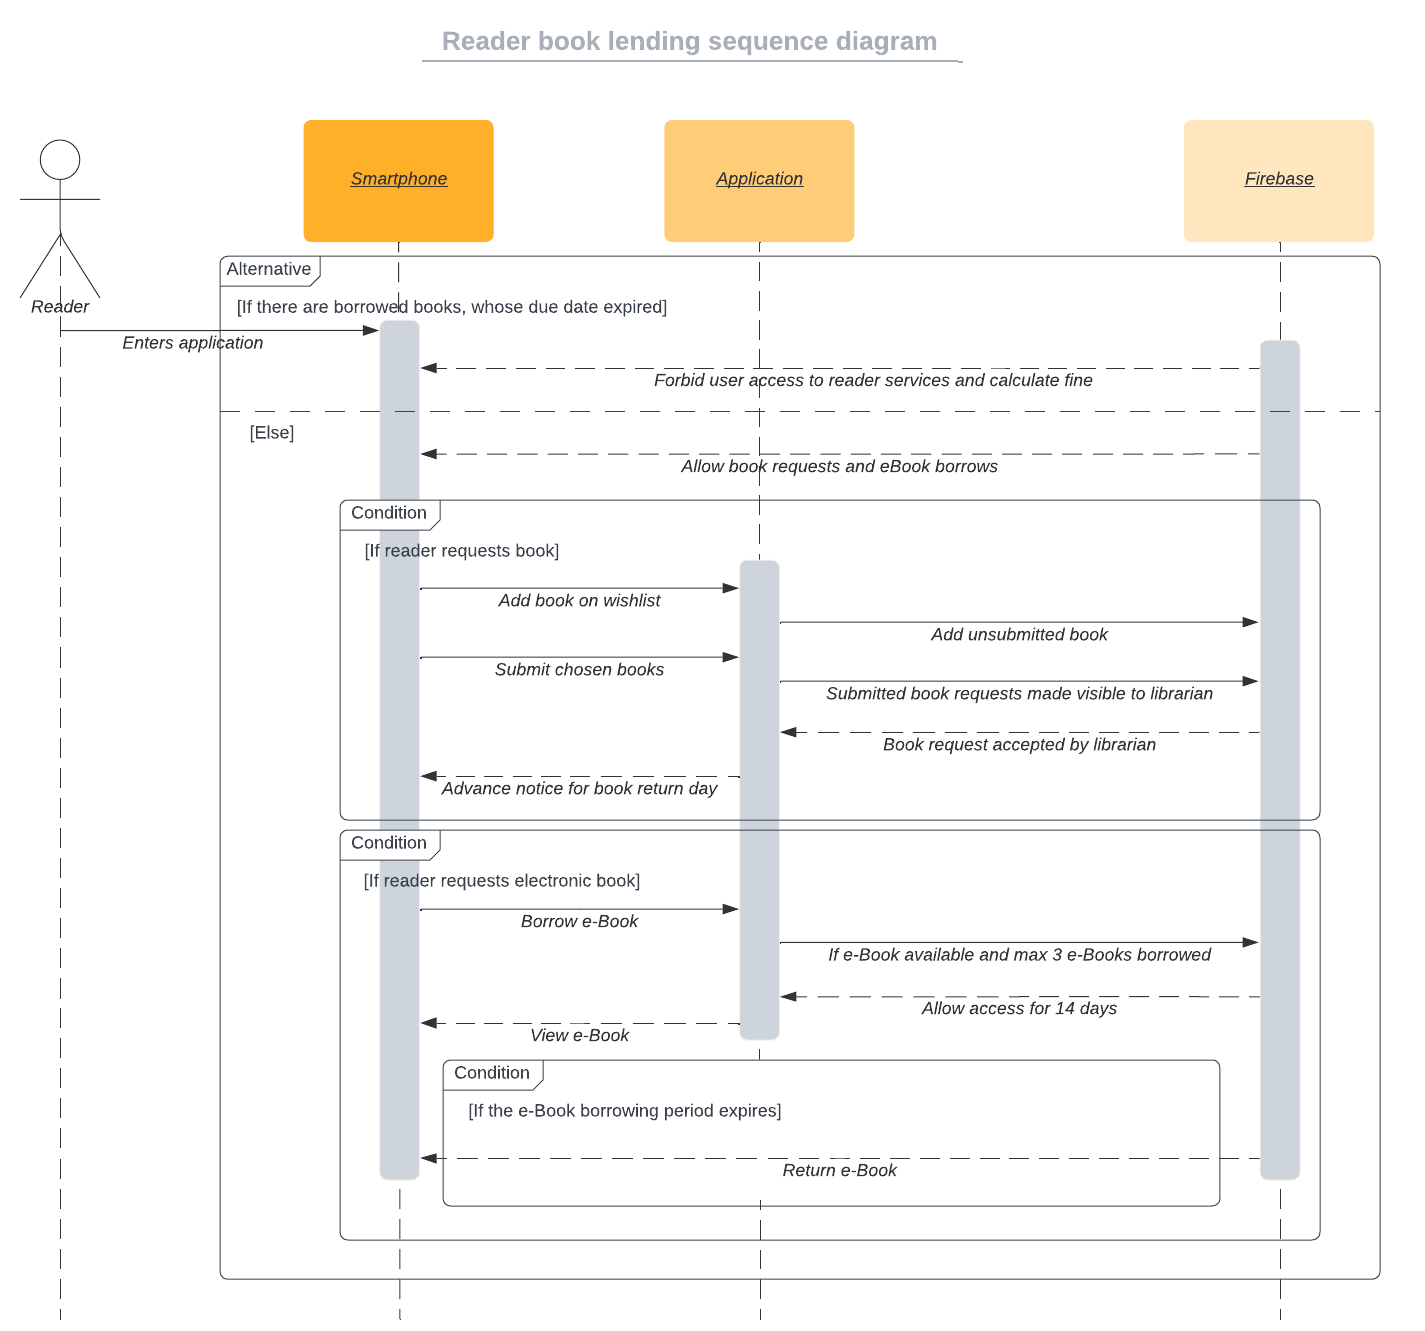 Reader book lending sequence diagram
Smartphone
Application
Firebase
Reader
Alternative
[If there are borrowed books, whose due date expired]
Enters application
Forbid user access to reader services and calculate fine
[Else]
Allow book requests and eBook borrows
Condition
[If reader requests book]
Add book on wishlist
Add unsubmitted book
Submit chosen books
Submitted book requests made visible to librarian
Book request accepted by librarian
Advance notice for book return day
Condition
[If reader requests electronic book]
Borrow e-Book
If e-Book available and max 3 e-Books borrowed
Allow access for 14 days
View e-Book
Condition
[If the e-Book borrowing period expires]
Return e-Book